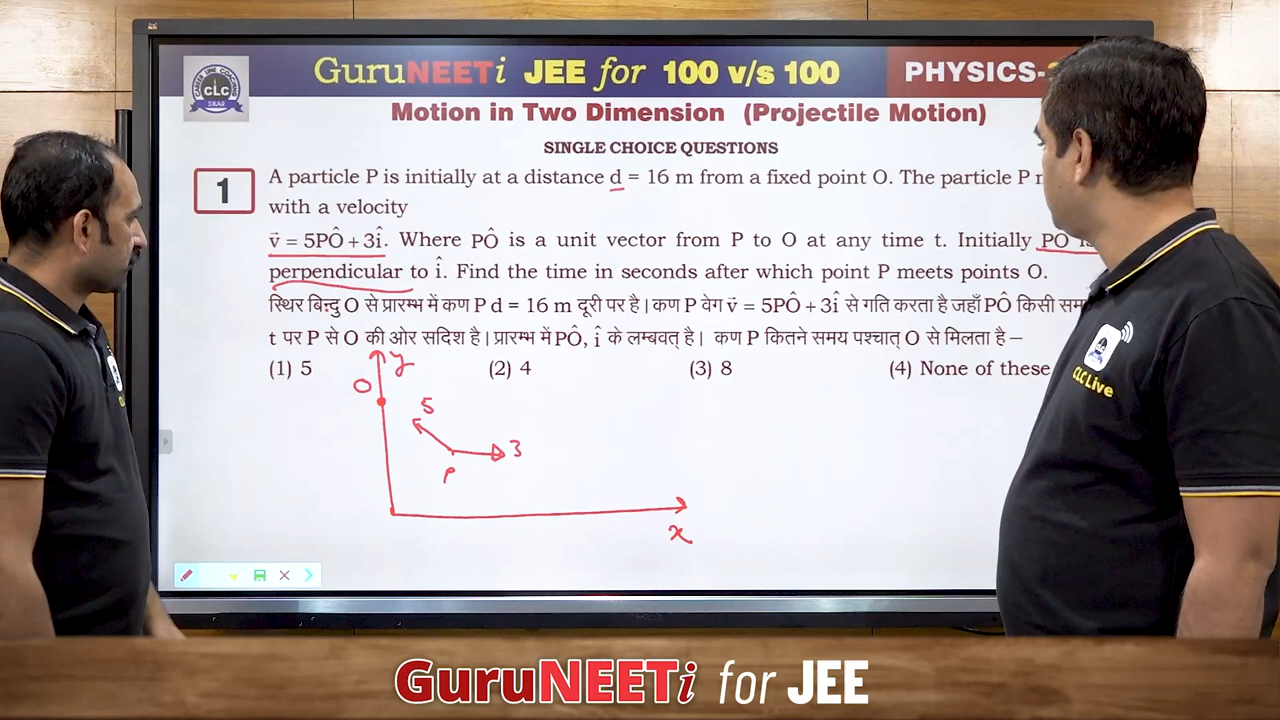 GuruNEETi JEE for 100 v/s 100
PHYSICS-
CLC
SIKAR
Motion in Two Dimension (Projectile Motion)
SINGLE CHOICE QUESTIONS
1
A particle P is initially at a distance d = 16 m from a fixed point O. The particle P
with a velocity
v⃗ = 5PÔ + 3î. Where PÔ is a unit vector from P to O at any time t. Initially PO is
perpendicular to î. Find the time in seconds after which point P meets points O.
स्थिर बिन्दु O से प्रारम्भ में कण P d = 16 m दूरी पर है। कण P वेग v⃗ = 5PÔ + 3î से गति करता है जहाँ PÔ किसी
t पर P से O की ओर सदिश है। प्रारम्भ में PÔ, î के लम्बवत् है। कण P कितने समय पश्चात् O से मिलता है –
(1) 5 (2) 4 (3) 8 (4) None of these
y
O
5
3
P
x
CLC Live
GuruNEETi for JEE